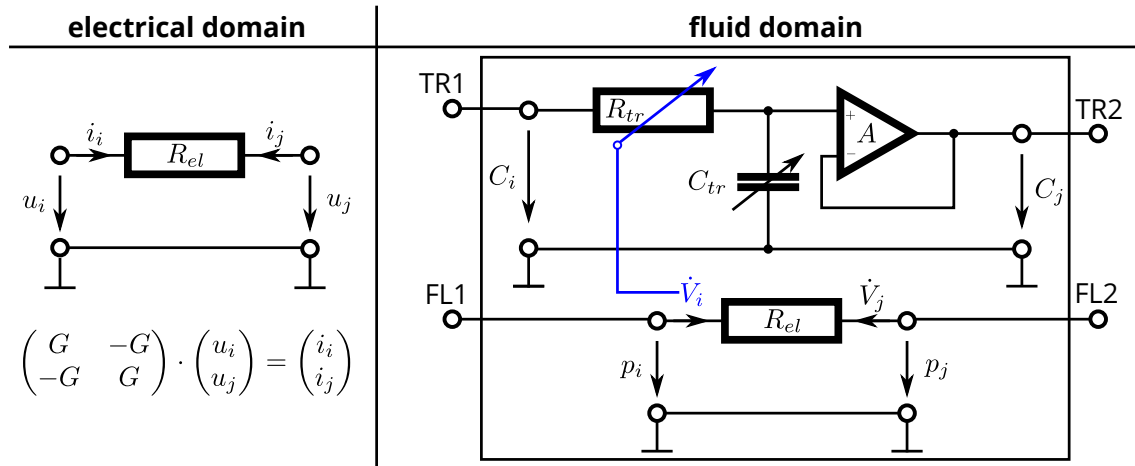 electrical domain
fluid domain
TR1
R_tr
+
−
A
TR2
i_i
i_j
R_el
u_i
u_j
C_i
C_tr
C_j
FL1
V̇_i
V̇_j
FL2
R_el
p_i
p_j
( G −G ) · ( u_i ) = ( i_i )
( −G G ) ( u_j ) ( i_j )